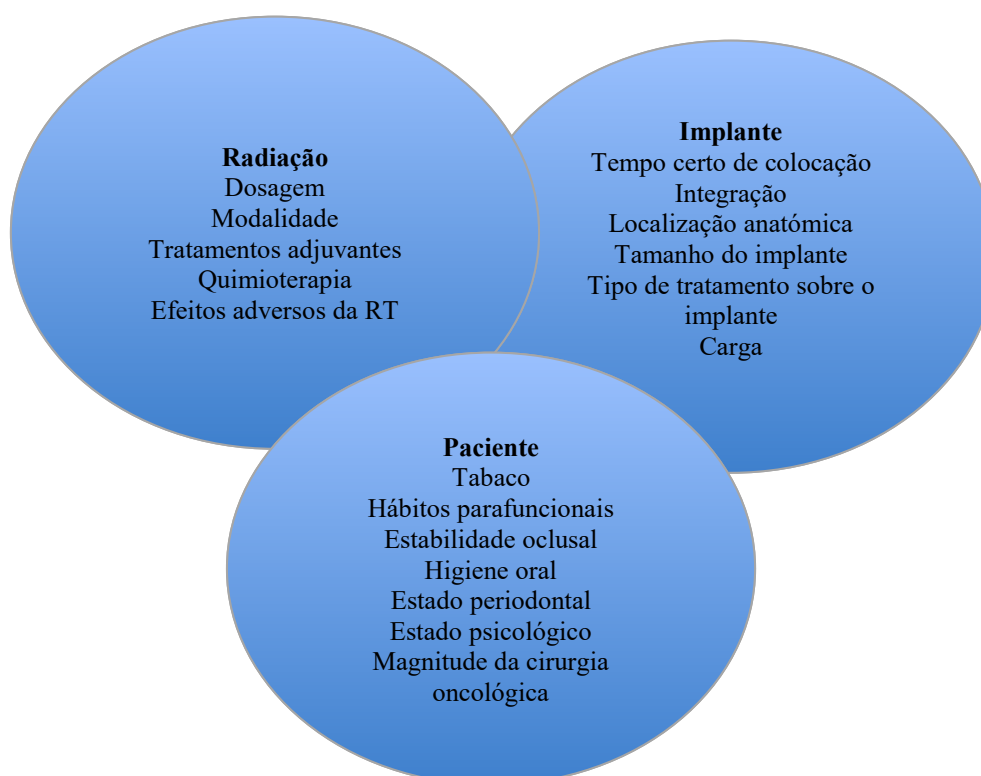 Radiação
Dosagem
Modalidade
Tratamentos adjuvantes
Quimioterapia
Efeitos adversos da RT
Implante
Tempo certo de colocação
Integração
Localização anatómica
Tamanho do implante
Tipo de tratamento sobre o
implante
Carga
Paciente
Tabaco
Hábitos parafuncionais
Estabilidade oclusal
Higiene oral
Estado periodontal
Estado psicológico
Magnitude da cirurgia
oncológica